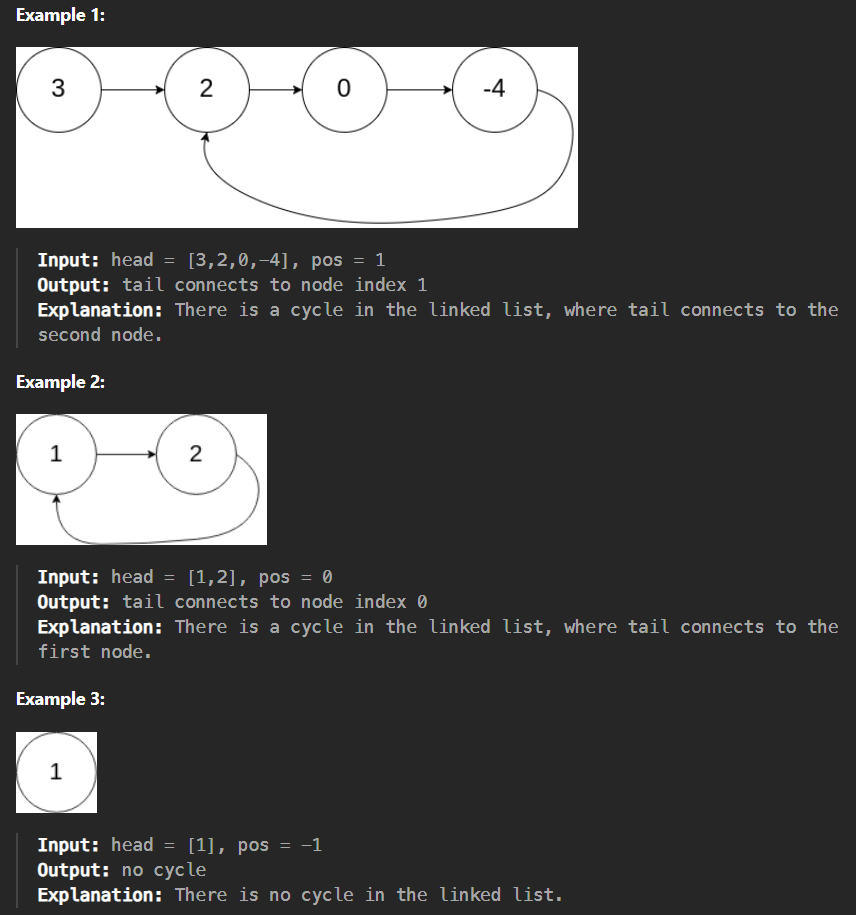 Example 1:
3 2 0 -4
Input: head = [3,2,0,-4], pos = 1
Output: tail connects to node index 1
Explanation: There is a cycle in the linked list, where tail connects to the
second node.
Example 2:
1 2
Input: head = [1,2], pos = 0
Output: tail connects to node index 0
Explanation: There is a cycle in the linked list, where tail connects to the
first node.
Example 3:
1
Input: head = [1], pos = -1
Output: no cycle
Explanation: There is no cycle in the linked list.